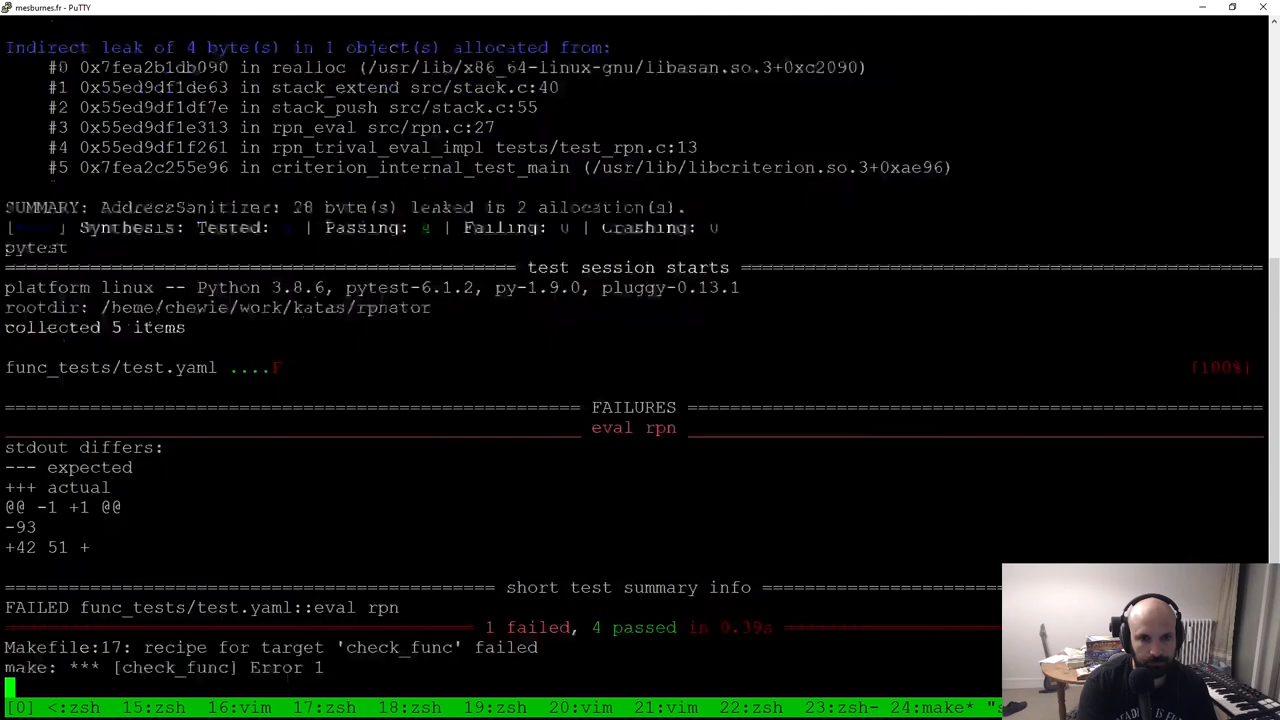 mesburnes.fr - PuTTY
Indirect leak of 4 byte(s) in 1 object(s) allocated from:
#0 0x7fea2b1db090 in realloc (/usr/lib/x86_64-linux-gnu/libasan.so.3+0xc2090)
#1 0x55ed9df1de63 in stack_extend src/stack.c:40
#2 0x55ed9df1df7e in stack_push src/stack.c:55
#3 0x55ed9df1e313 in rpn_eval src/rpn.c:27
#4 0x55ed9df1f261 in rpn_trival_eval_impl tests/test_rpn.c:13
#5 0x7fea2c255e96 in criterion_internal_test_main (/usr/lib/libcriterion.so.3+0xae96)
SUMMARY: AddressSanitizer: 28 byte(s) leaked in 2 allocation(s).
[ ] Synthesis: Tested: | Passing: 4 | Failing: 0 | Crashing: 0
pytest
test session starts
platform linux -- Python 3.8.6, pytest-6.1.2, py-1.9.0, pluggy-0.13.1
rootdir: /home/chewie/work/katas/rpnator
collected 5 items
func_tests/test.yaml ....F [100%]
FAILURES
eval rpn
stdout differs:
--- expected
+++ actual
@@ -1 +1 @@
-93
+42 51 +
short test summary info
FAILED func_tests/test.yaml::eval rpn
1 failed, 4 passed in 0.39s
Makefile:17: recipe for target 'check_func' failed
make: *** [check_func] Error 1
[0] <:zsh 15:zsh 16:vim 17:zsh 18:zsh 19:zsh 20:vim 21:vim 22:zsh 23:zsh- 24:make* "s